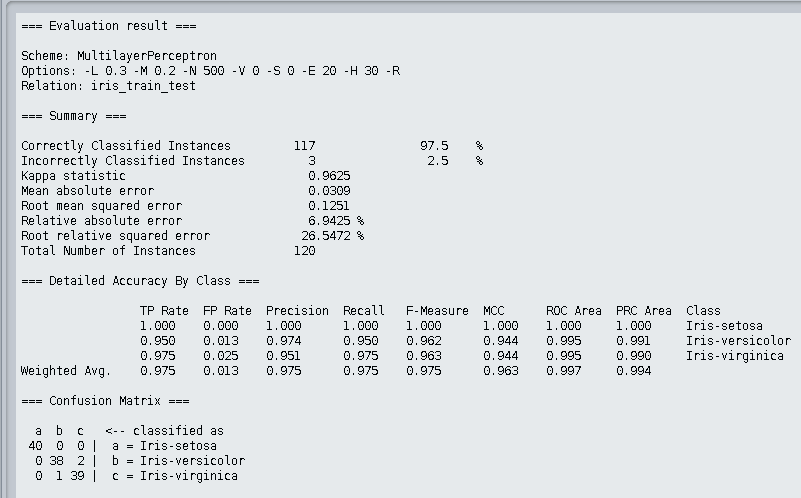 === Evaluation result ===
Scheme: MultilayerPerceptron
Options: -L 0.3 -M 0.2 -N 500 -V 0 -S 0 -E 20 -H 30 -R
Relation: iris_train_test
=== Summary ===
Correctly Classified Instances 117 97.5 %
Incorrectly Classified Instances 3 2.5 %
Kappa statistic 0.9625
Mean absolute error 0.0309
Root mean squared error 0.1251
Relative absolute error 6.9425 %
Root relative squared error 26.5472 %
Total Number of Instances 120
=== Detailed Accuracy By Class ===
TP Rate FP Rate Precision Recall F-Measure MCC ROC Area PRC Area Class
1.000 0.000 1.000 1.000 1.000 1.000 1.000 1.000 Iris-setosa
0.950 0.013 0.974 0.950 0.962 0.944 0.995 0.991 Iris-versicolor
0.975 0.025 0.951 0.975 0.963 0.944 0.995 0.990 Iris-virginica
Weighted Avg. 0.975 0.013 0.975 0.975 0.975 0.963 0.997 0.994
=== Confusion Matrix ===
a b c <-- classified as
40 0 0 | a = Iris-setosa
0 38 2 | b = Iris-versicolor
0 1 39 | c = Iris-virginica